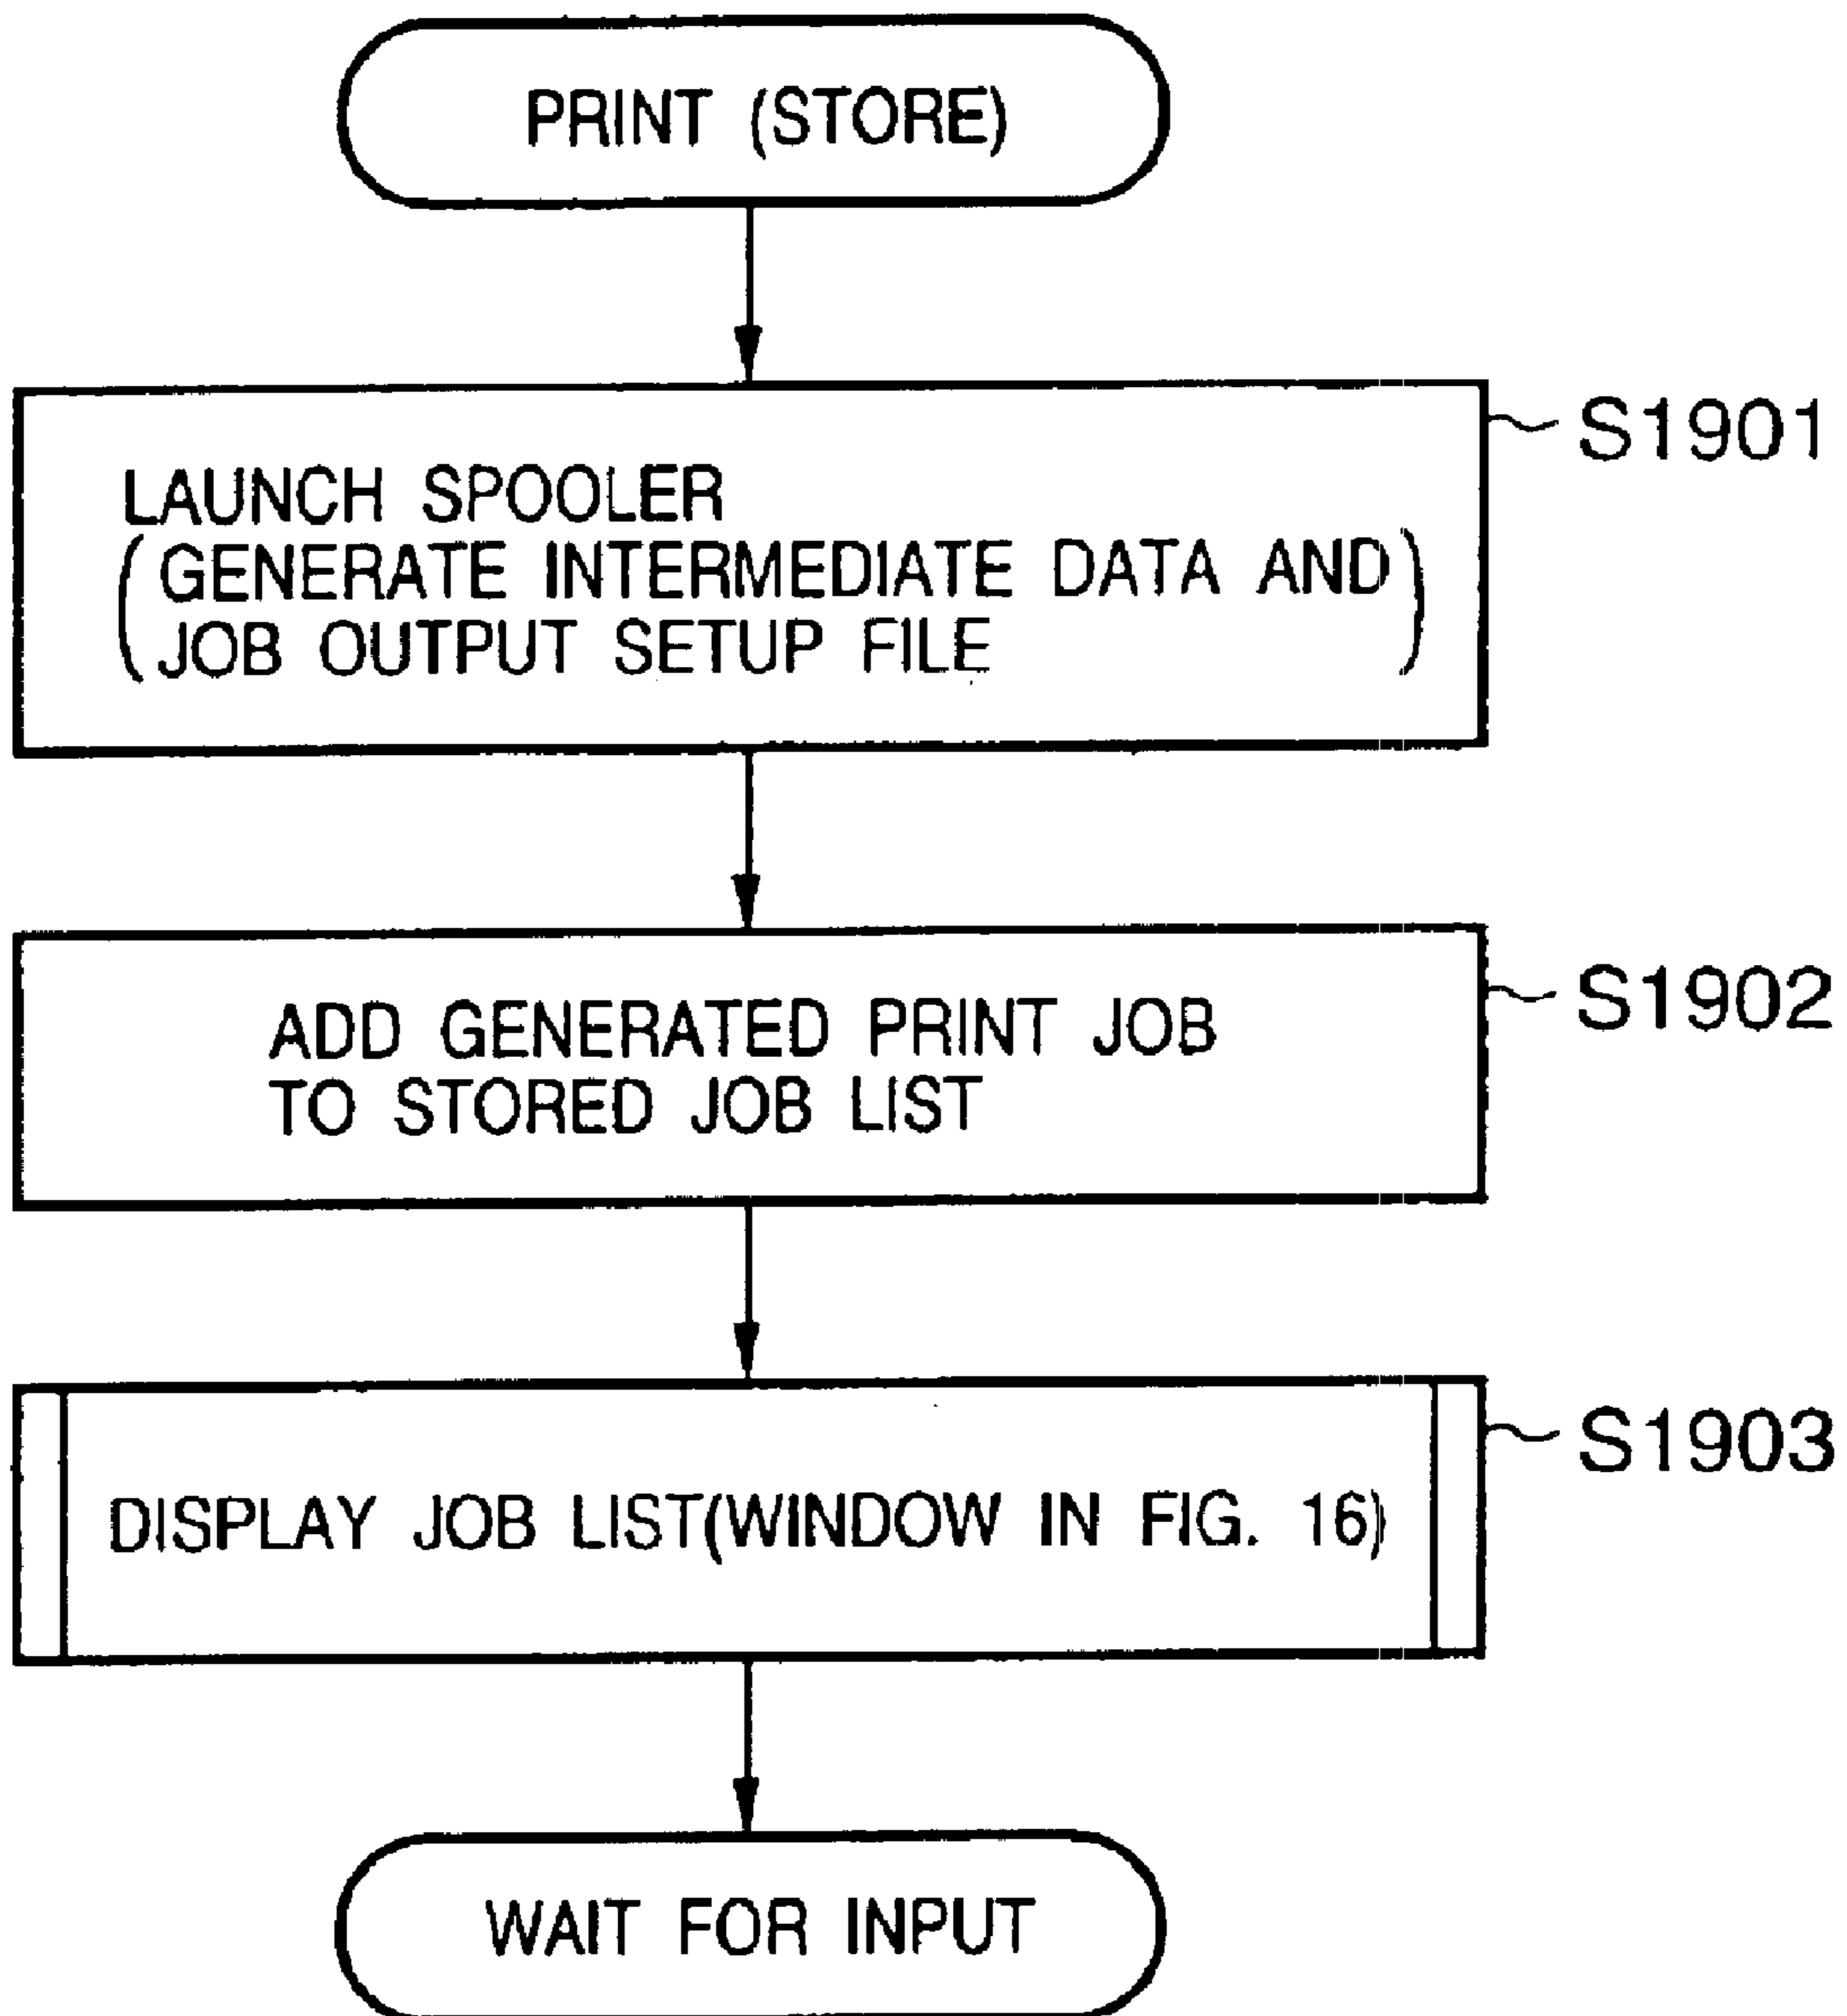 PRINT (STORE)
S1901
LAUNCH SPOOLER
(GENERATE INTERMEDIATE DATA AND
JOB OUTPUT SETUP FILE)
S1902
ADD GENERATED PRINT JOB
TO STORED JOB LIST
S1903
DISPLAY JOB LIST(WINDOW IN FIG. 16)
WAIT FOR INPUT